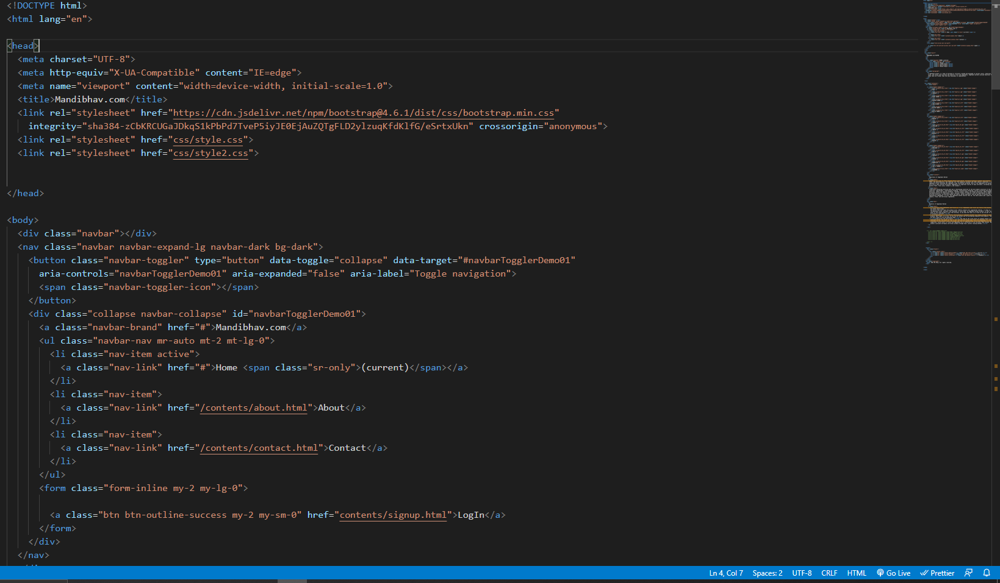 <!DOCTYPE html>
<html lang="en">
<head>
<meta charset="UTF-8">
<meta http-equiv="X-UA-Compatible" content="IE=edge">
<meta name="viewport" content="width=device-width, initial-scale=1.0">
<title>Mandibhav.com</title>
<link rel="stylesheet" href="https://cdn.jsdelivr.net/npm/bootstrap@4.6.1/dist/css/bootstrap.min.css"
integrity="sha384-zCbKRCUGaJDkqS1kPbPd7TveP5iyJE0EjAuZQTgFLD2ylzuqKfdKlfG/eSrtxUkn" crossorigin="anonymous">
<link rel="stylesheet" href="css/style.css">
<link rel="stylesheet" href="css/style2.css">
</head>
<body>
<div class="navbar"></div>
<nav class="navbar navbar-expand-lg navbar-dark bg-dark">
<button class="navbar-toggler" type="button" data-toggle="collapse" data-target="#navbarTogglerDemo01"
aria-controls="navbarTogglerDemo01" aria-expanded="false" aria-label="Toggle navigation">
<span class="navbar-toggler-icon"></span>
</button>
<div class="collapse navbar-collapse" id="navbarTogglerDemo01">
<a class="navbar-brand" href="#">Mandibhav.com</a>
<ul class="navbar-nav mr-auto mt-2 mt-lg-0">
<li class="nav-item active">
<a class="nav-link" href="#">Home <span class="sr-only">(current)</span></a>
</li>
<li class="nav-item">
<a class="nav-link" href="/contents/about.html">About</a>
</li>
<li class="nav-item">
<a class="nav-link" href="/contents/contact.html">Contact</a>
</li>
</ul>
<form class="form-inline my-2 my-lg-0">
<a class="btn btn-outline-success my-2 my-sm-0" href="contents/signup.html">LogIn</a>
</form>
</div>
</nav>
Ln 4, Col 7 Spaces: 2 UTF-8 CRLF HTML Go Live Prettier